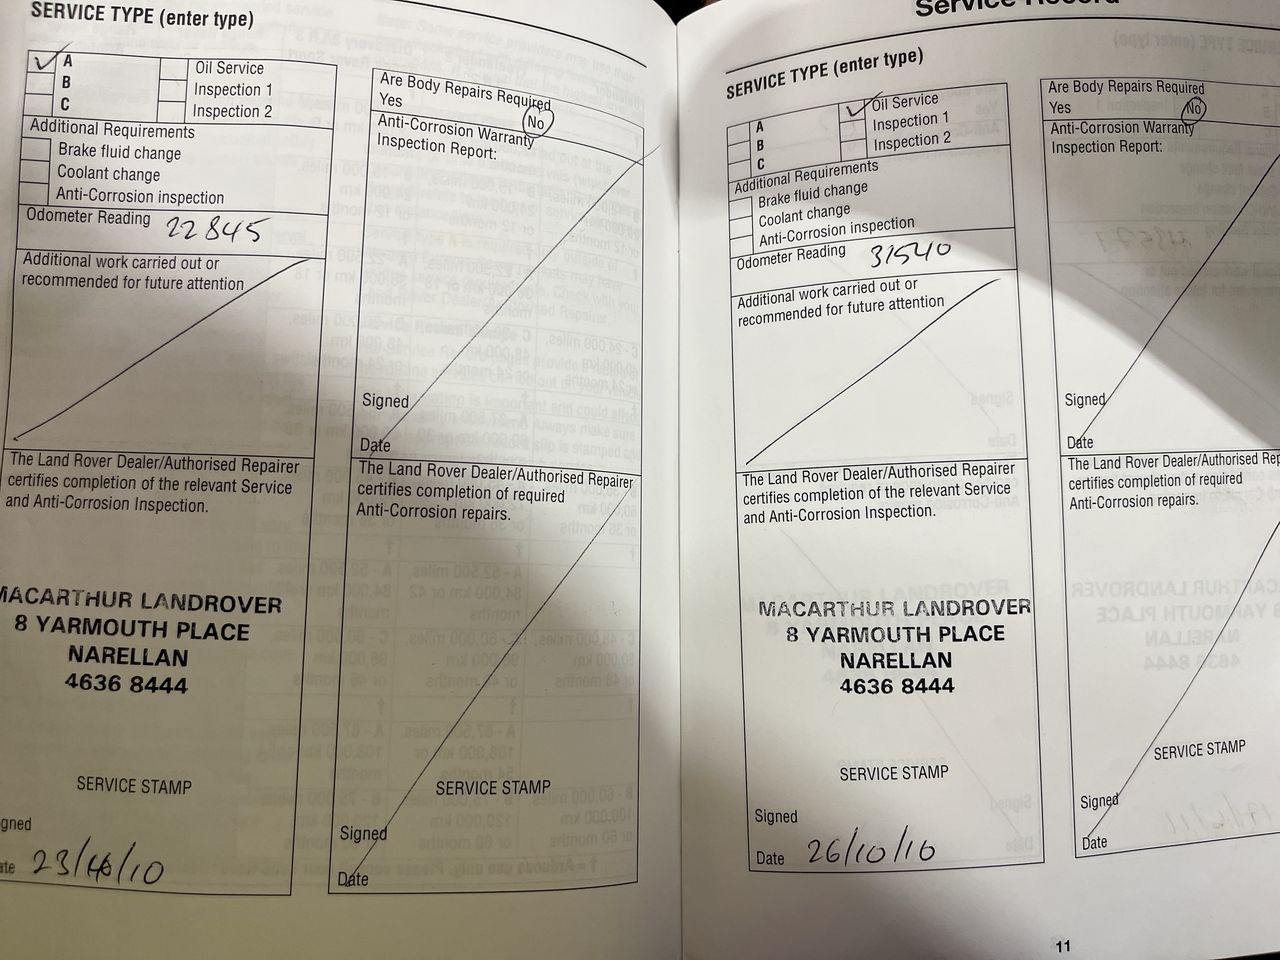 SERVICE TYPE (enter type)
A
B
C
Oil Service
Inspection 1
Inspection 2
Additional Requirements
Brake fluid change
Coolant change
Anti-Corrosion inspection
Odometer Reading 22845
Additional work carried out or
recommended for future attention
The Land Rover Dealer/Authorised Repairer
certifies completion of the relevant Service
and Anti-Corrosion Inspection.
MACARTHUR LANDROVER
8 YARMOUTH PLACE
NARELLAN
4636 8444
SERVICE STAMP
gned
ate
Are Body Repairs Required
Yes No
Anti-Corrosion Warranty
Inspection Report:
Signed
Date
The Land Rover Dealer/Authorised Repairer
certifies completion of required
Anti-Corrosion repairs.
SERVICE STAMP
Signed
Date
Service Record
SERVICE TYPE (enter type)
A
B
C
Oil Service
Inspection 1
Inspection 2
Additional Requirements
Brake fluid change
Coolant change
Anti-Corrosion inspection
Odometer Reading 31540
Additional work carried out or
recommended for future attention
The Land Rover Dealer/Authorised Repairer
certifies completion of the relevant Service
and Anti-Corrosion Inspection.
MACARTHUR LANDROVER
8 YARMOUTH PLACE
NARELLAN
4636 8444
SERVICE STAMP
Signed
Date 26/10/10
Are Body Repairs Required
Yes No
Anti-Corrosion Warranty
Inspection Report:
Signed
Date
The Land Rover Dealer/Authorised Rep
certifies completion of required
Anti-Corrosion repairs.
SERVICE STAMP
Signed
Date
11